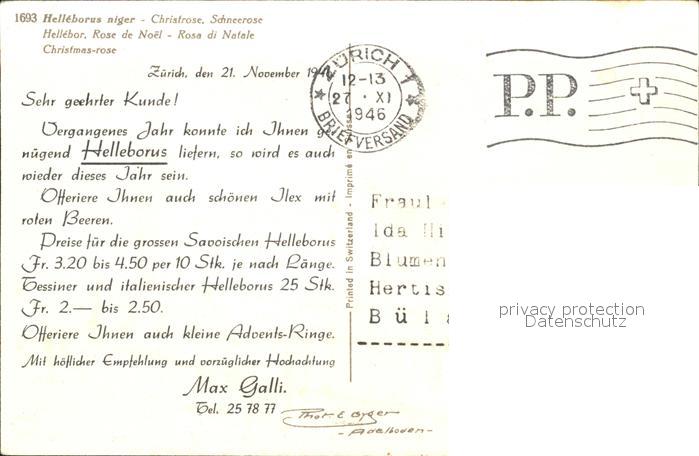 1693 Helléborus niger - Christrose, Schneerose
Hellébor, Rose de Noël - Rosa di Natale
Christmas-rose
Zürich, den 21. November
Sehr geehrter Kunde!
Vergangenes Jahr konnte ich Ihnen
nügend Helleborus liefern, so wird es auch
wieder dieses Jahr sein.
Offeriere Ihnen auch schönen Ilex mit
roten Beeren.
Preise für die grossen Savoischen Helleborus
Fr. 3.20 bis 4.50 per 10 Stk. je nach Länge.
Tessiner und italienischer Helleborus 25 Stk.
Fr. 2.— bis 2.50.
Offeriere Ihnen auch kleine Advents-Ringe.
Mit höflicher Empfehlung und vorzüglicher Hochachtung
Max Galli.
Tel. 25 78 77
Phot. E. Gyger
- Adelboden -
Printed in Switzerland - Imprimé en
ZÜRICH 1
12-13
27 · XI
1946
BRIEFVERSAND
P.P.
Fraul
Ida
Blumen
Hertis
Bül
privacy protection
Datenschutz